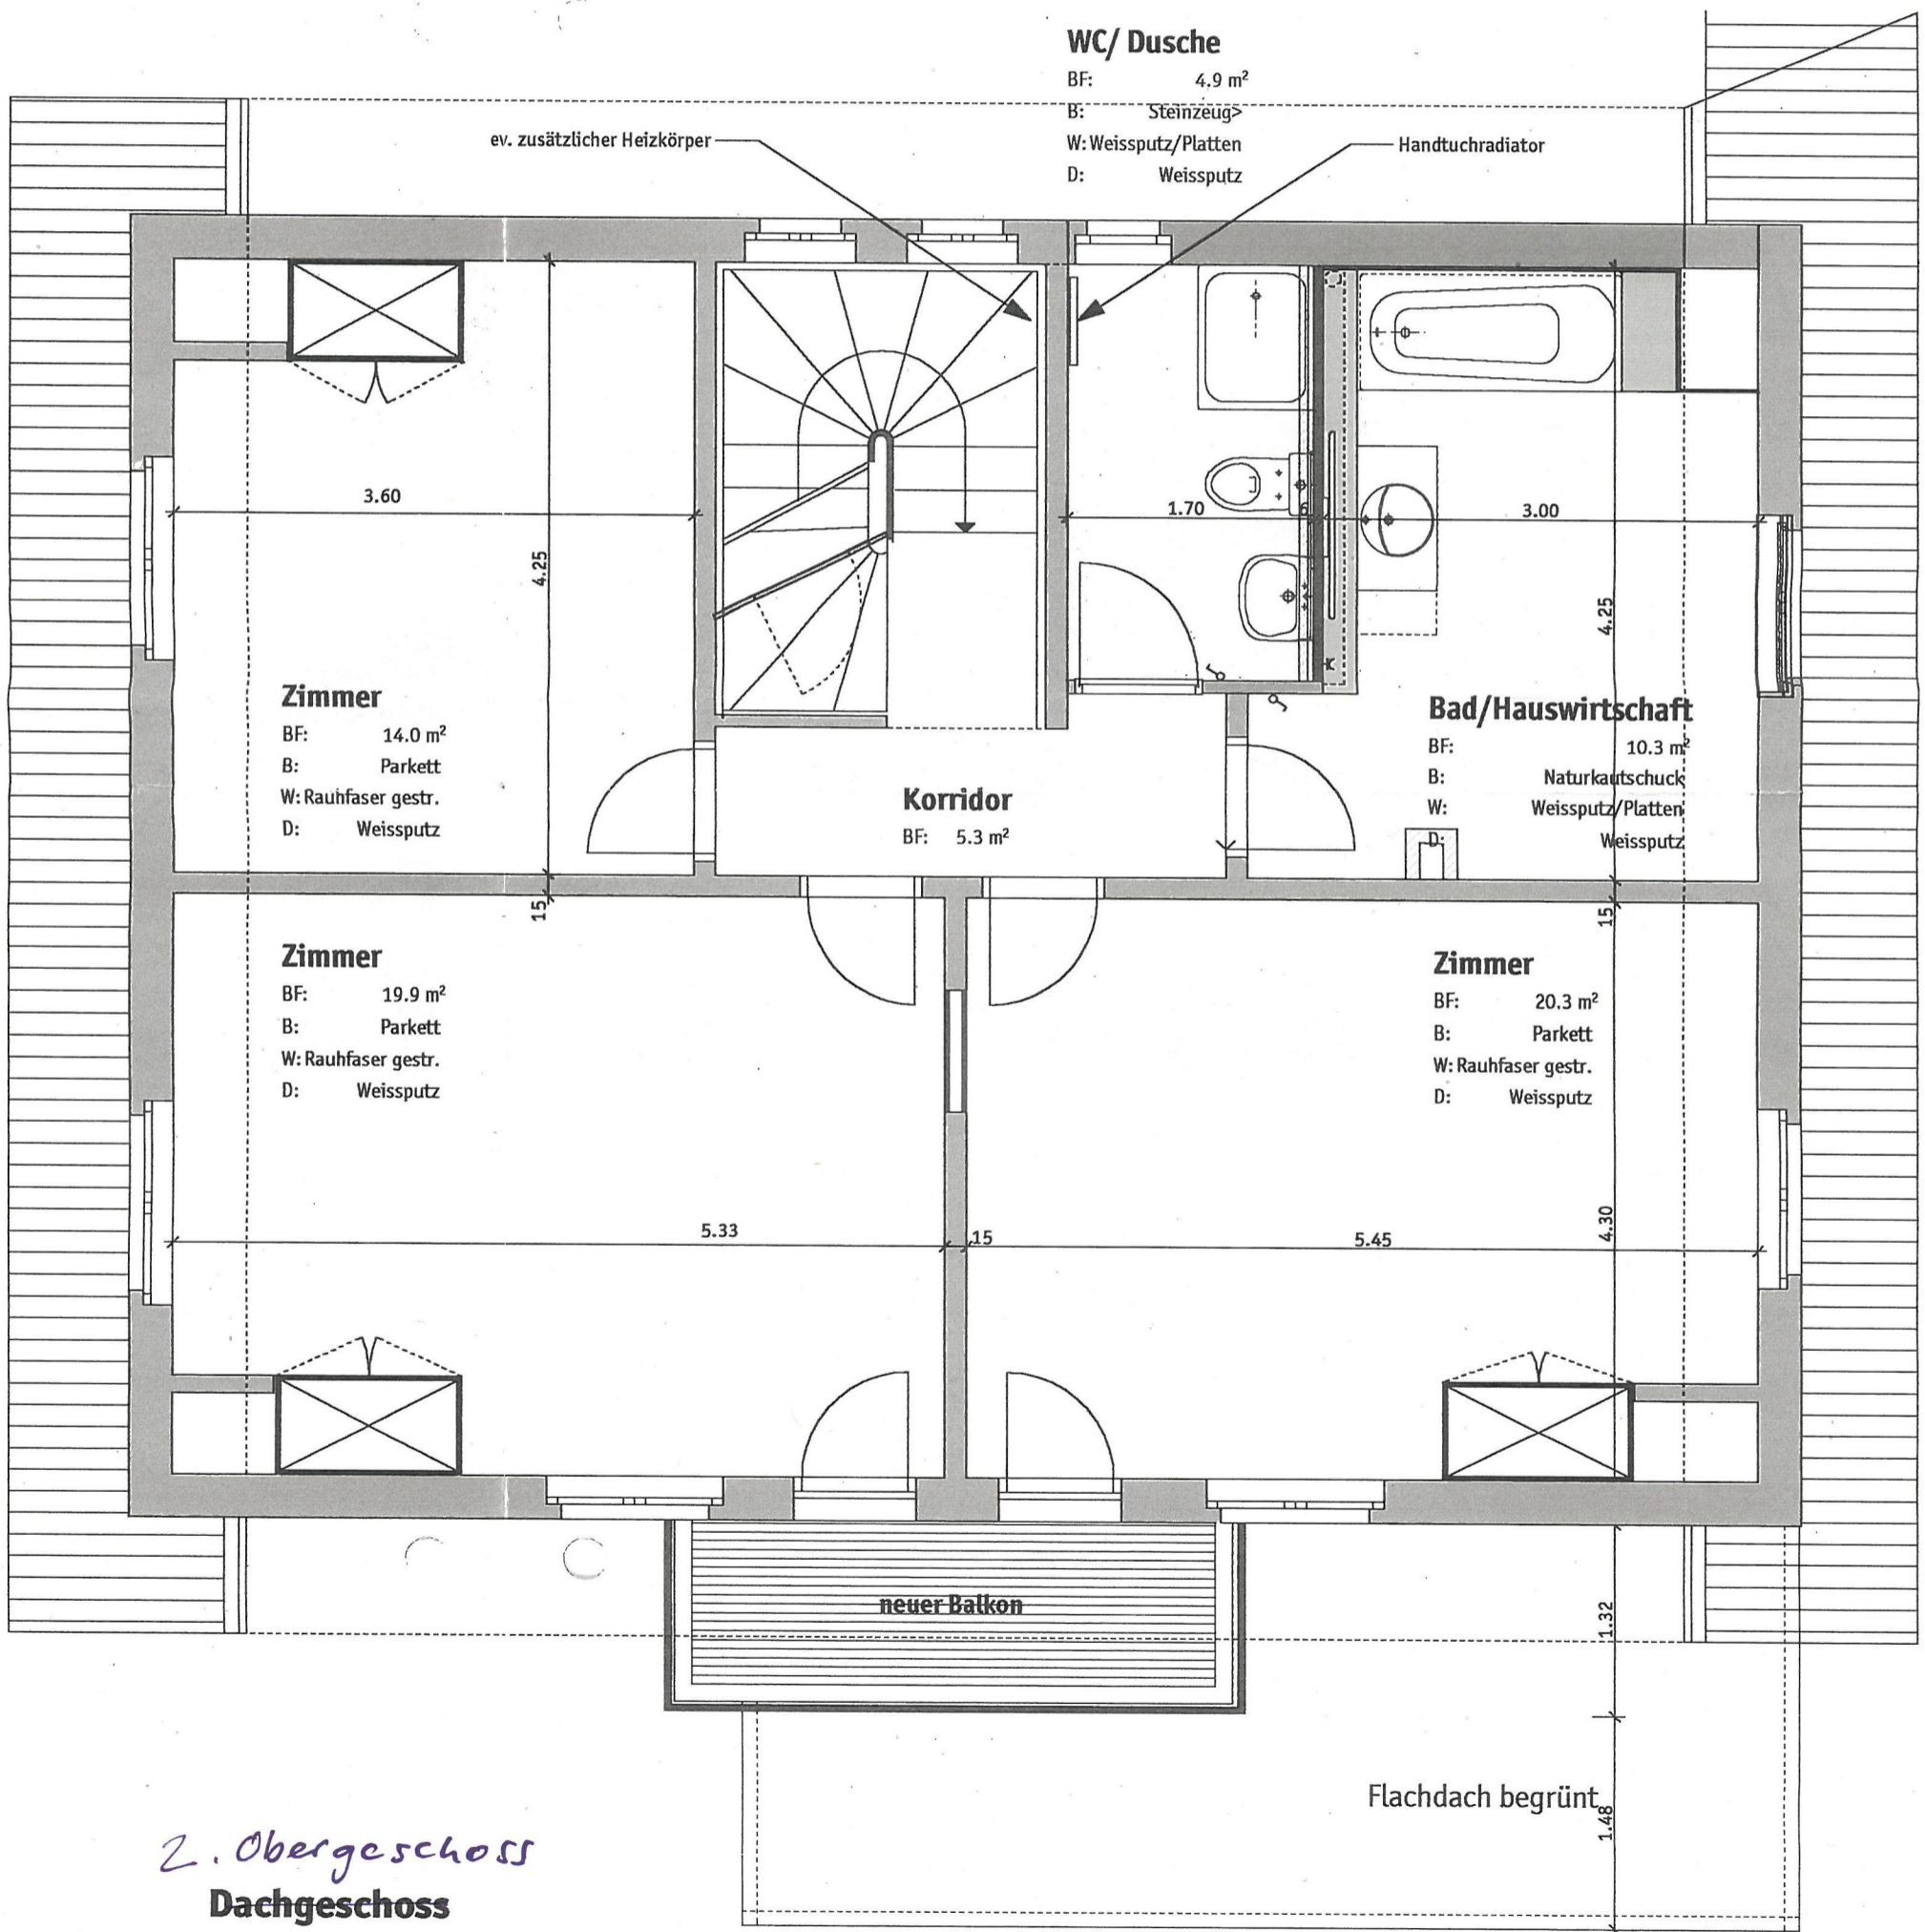 WC/ Dusche
BF: 4.9 m²
B: Steinzeug>
W: Weissputz/Platten
D: Weissputz
ev. zusätzlicher Heizkörper
Handtuchradiator
3.60
4.25
1.70
6
3.00
4.25
Zimmer
BF: 14.0 m²
B: Parkett
W: Rauhfaser gestr.
D: Weissputz
Korridor
BF: 5.3 m²
Bad/Hauswirtschaft
BF: 10.3 m²
B: Naturkautschuck
W: Weissputz/Platten
D: Weissputz
15
15
Zimmer
BF: 19.9 m²
B: Parkett
W: Rauhfaser gestr.
D: Weissputz
Zimmer
BF: 20.3 m²
B: Parkett
W: Rauhfaser gestr.
D: Weissputz
5.33
15
5.45
4.30
neuer Balkon
1.32
Flachdach begrünt
1.48
2. Obergeschoss
Dachgeschoss